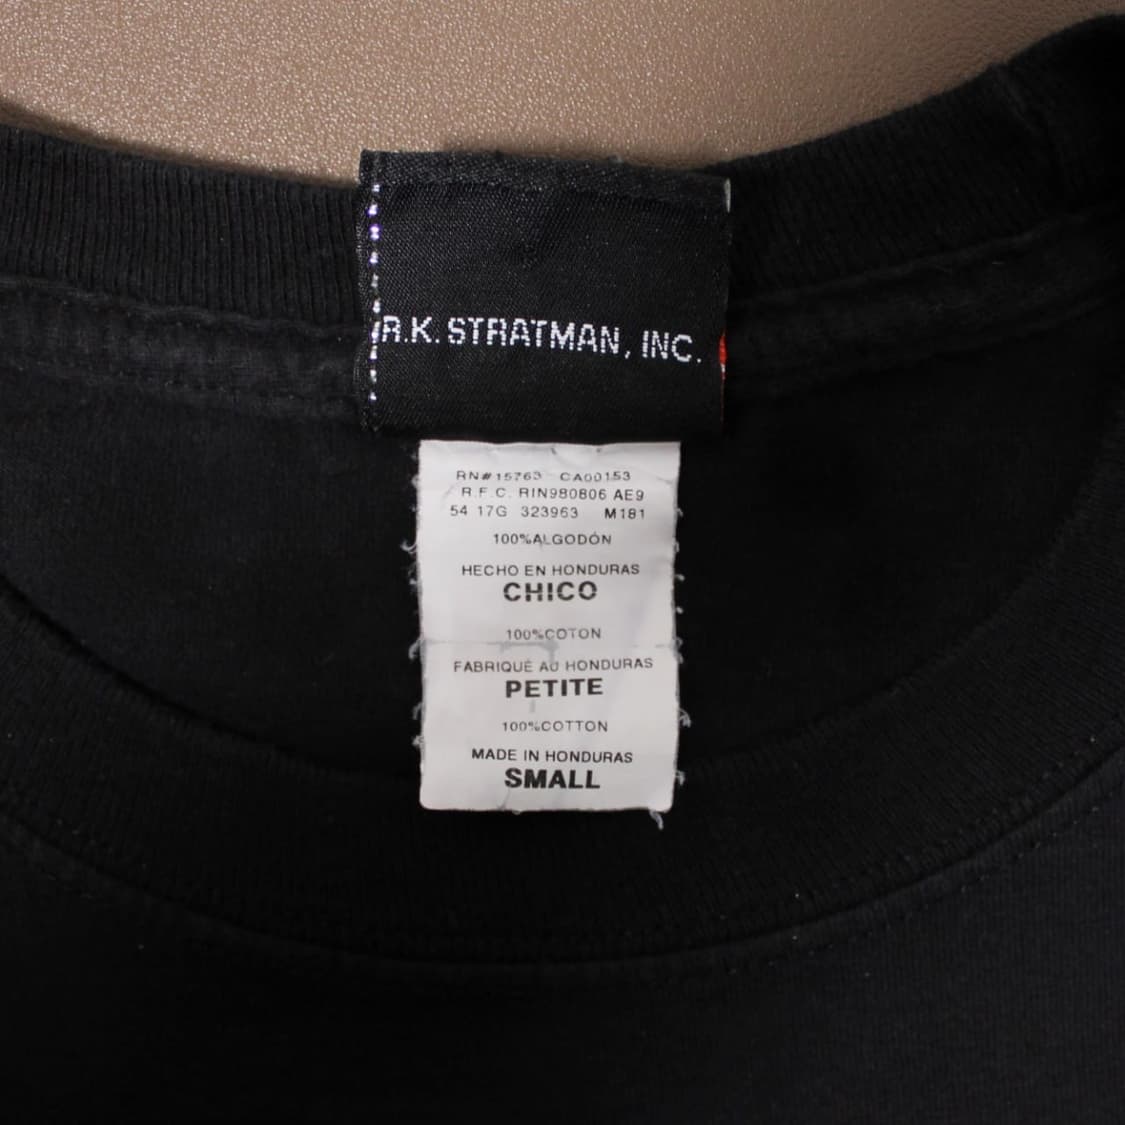 R.K. STRATMAN, INC.
RN#15763 CA00153
R.F.C. RIN980806 AE9
54 17G 323963 M181
100%ALGODÓN
HECHO EN HONDURAS
CHICO
100%COTON
FABRIQUÉ AU HONDURAS
PETITE
100%COTTON
MADE IN HONDURAS
SMALL